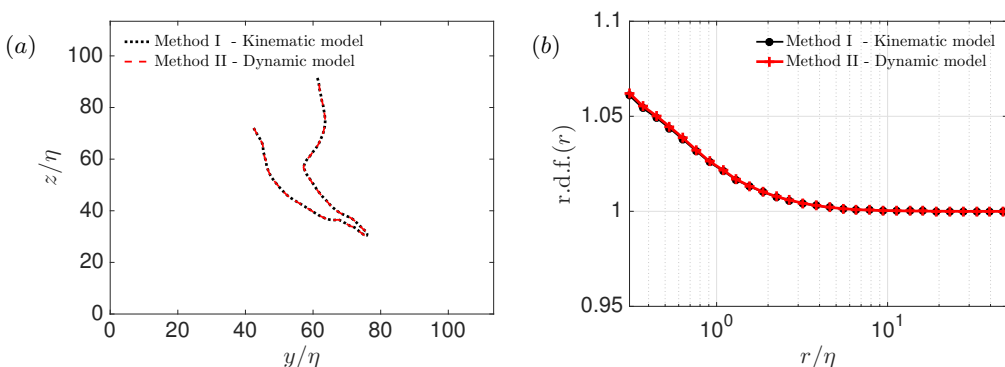 (a)
Method I - Kinematic model
Method II - Dynamic model
100
80
60
40
20
0
z/η
0 20 40 60 80 100
y/η
(b)
Method I - Kinematic model
Method II - Dynamic model
1.1
1.05
1
0.95
r.d.f.(r)
10^0 10^1
r/η